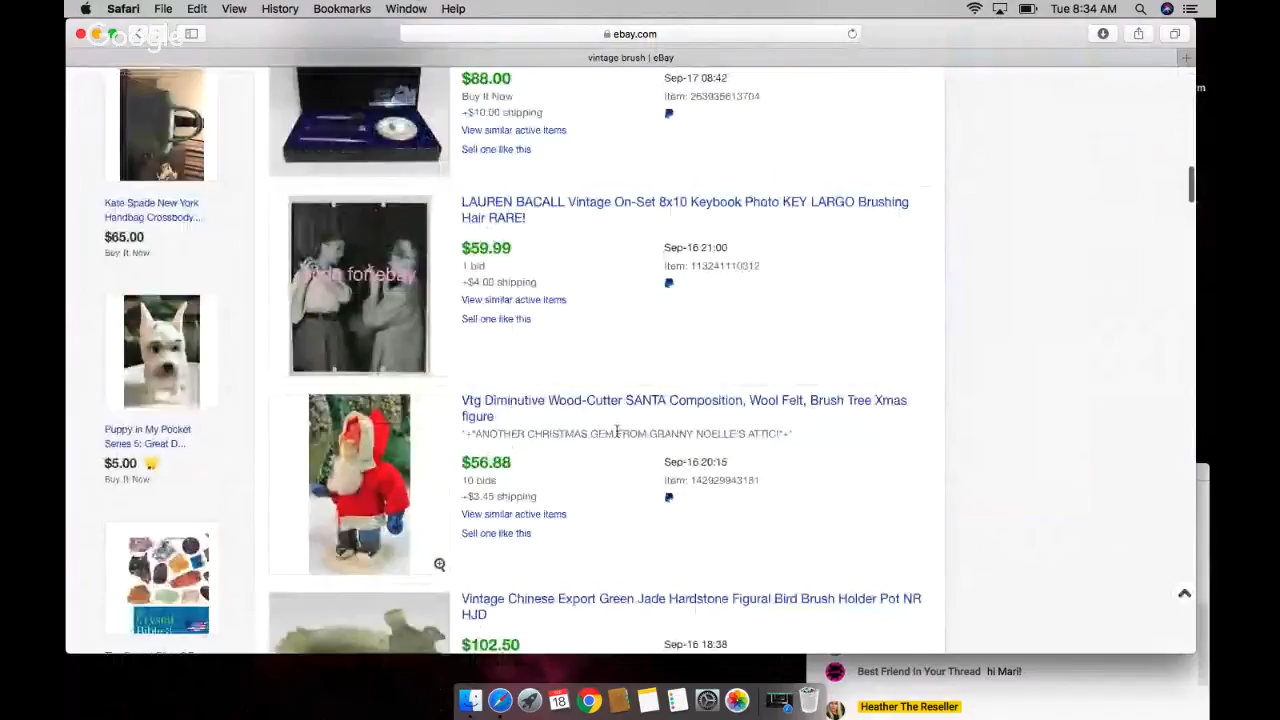 Safari File Edit View History Bookmarks Window Help
Tue 8:34 AM
Google
ebay.com
vintage brush | eBay
$88.00
Sep-17 08:42
Buy It Now
Item: 263935613704
+$10.00 shipping
View similar active items
Sell one like this
Kate Spade New York
Handbag Crossbody...
$65.00
Buy It Now
LAUREN BACALL Vintage On-Set 8x10 Keybook Photo KEY LARGO Brushing
Hair RARE!
$59.99
Sep-16 21:00
1 bid
Item: 113241110312
+$4.00 shipping
View similar active items
Sell one like this
for ebay
Puppy in My Pocket
Series 5: Great D...
$5.00
Buy It Now
Vtg Diminutive Wood-Cutter SANTA Composition, Wool Felt, Brush Tree Xmas
figure
*+*ANOTHER CHRISTMAS GEM FROM GRANNY NOELLE'S ATTIC!*+*
$56.88
Sep-16 20:15
10 bids
Item: 142929943181
+$3.45 shipping
View similar active items
Sell one like this
Vintage Chinese Export Green Jade Hardstone Figural Bird Brush Holder Pot NR
HJD
$102.50
Sep-16 18:38
Best Friend in Your Thread hi Mari!
Heather The Reseller
18